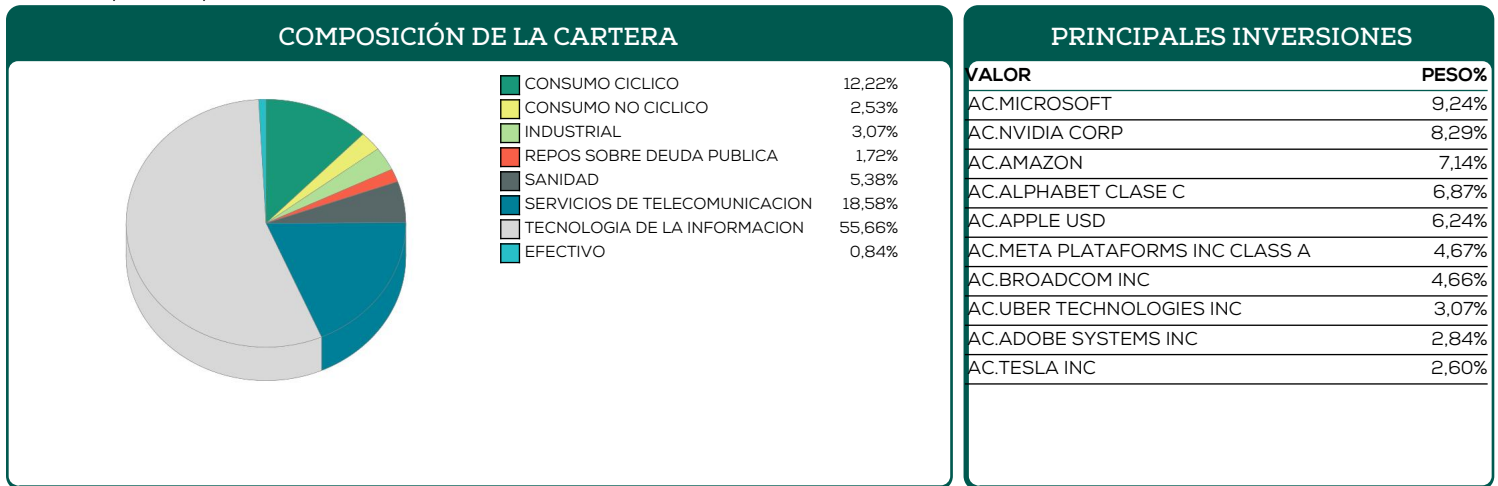 COMPOSICIÓN DE LA CARTERA
CONSUMO CICLICO 12,22%
CONSUMO NO CICLICO 2,53%
INDUSTRIAL 3,07%
REPOS SOBRE DEUDA PUBLICA 1,72%
SANIDAD 5,38%
SERVICIOS DE TELECOMUNICACION 18,58%
TECNOLOGIA DE LA INFORMACION 55,66%
EFECTIVO 0,84%
PRINCIPALES INVERSIONES
VALOR PESO%
AC.MICROSOFT 9,24%
AC.NVIDIA CORP 8,29%
AC.AMAZON 7,14%
AC.ALPHABET CLASE C 6,87%
AC.APPLE USD 6,24%
AC.META PLATAFORMS INC CLASS A 4,67%
AC.BROADCOM INC 4,66%
AC.UBER TECHNOLOGIES INC 3,07%
AC.ADOBE SYSTEMS INC 2,84%
AC.TESLA INC 2,60%